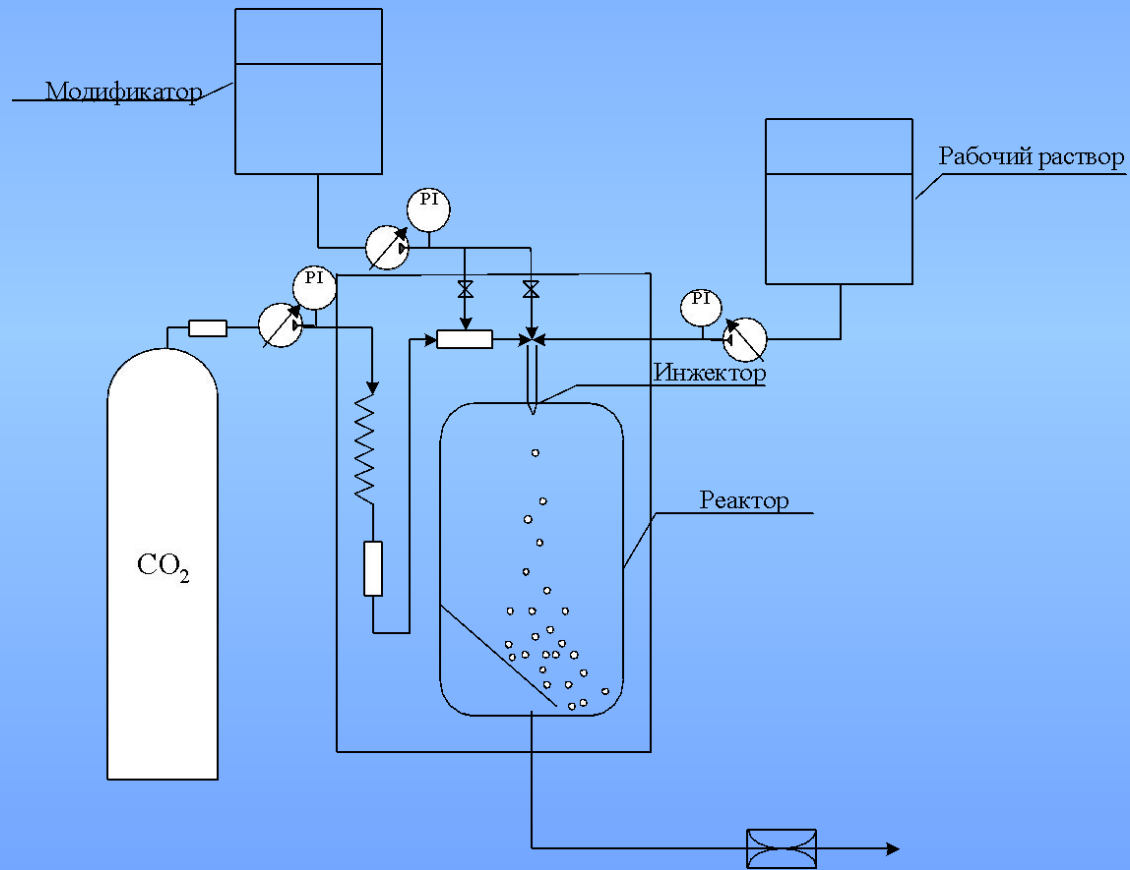 Модификатор
Рабочий раствор
PI
PI
PI
Инжектор
Реактор
CO₂